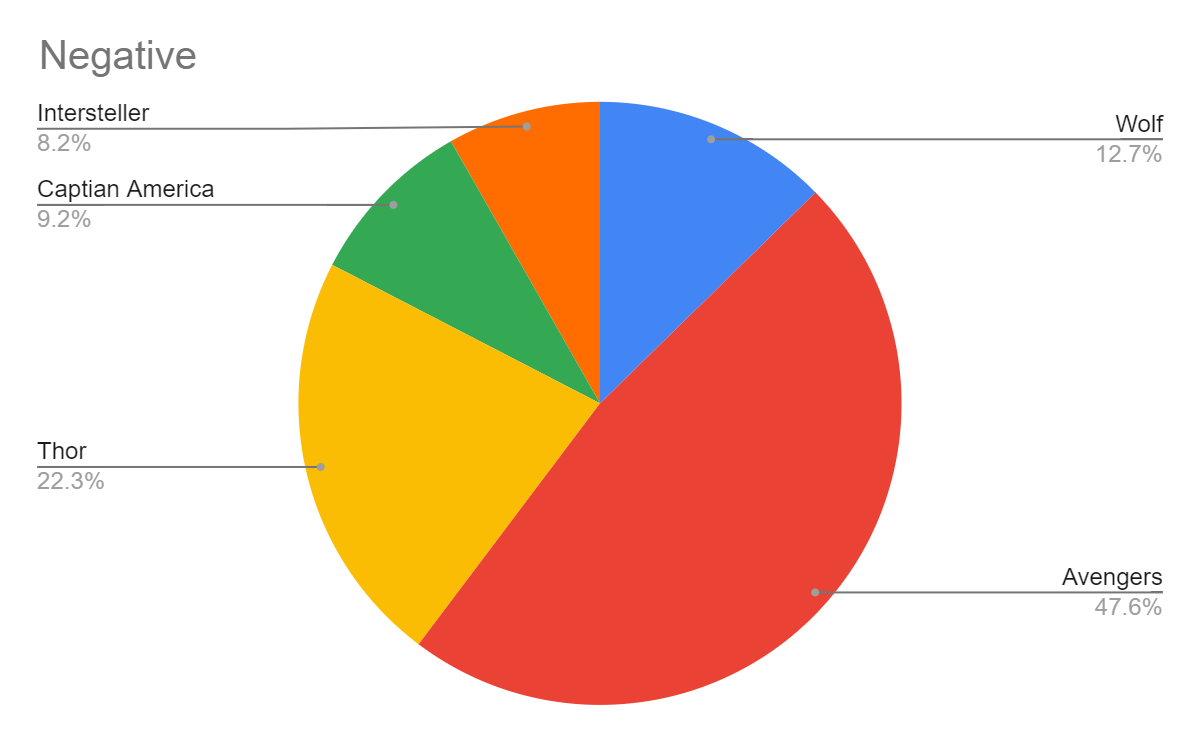 Negative
Intersteller
8.2%
Captian America
9.2%
Thor
22.3%
Wolf
12.7%
Avengers
47.6%